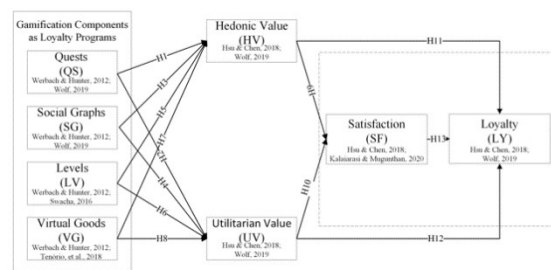 Gamification Components
as Loyalty Programs
Quests
(QS)
Werbach & Hunter, 2012;
Wolf, 2019
Social Graphs
(SG)
Werbach & Hunter, 2012;
Wolf, 2019
Levels
(LV)
Werbach & Hunter, 2012;
Swacha, 2016
Virtual Goods
(VG)
Werbach & Hunter, 2012;
Tenório, et al., 2018
H1
H3
H5
H7
H2
H4
H6
H8
Hedonic Value
(HV)
Hsu & Chen, 2018;
Wolf, 2019
Utilitarian Value
(UV)
Hsu & Chen, 2018;
Wolf, 2019
H9
H10
H11
H12
Satisfaction
(SF)
Hsu & Chen, 2018;
Kalaiarasi & Mugunthan, 2020
H13
Loyalty
(LY)
Hsu & Chen, 2018;
Wolf, 2019